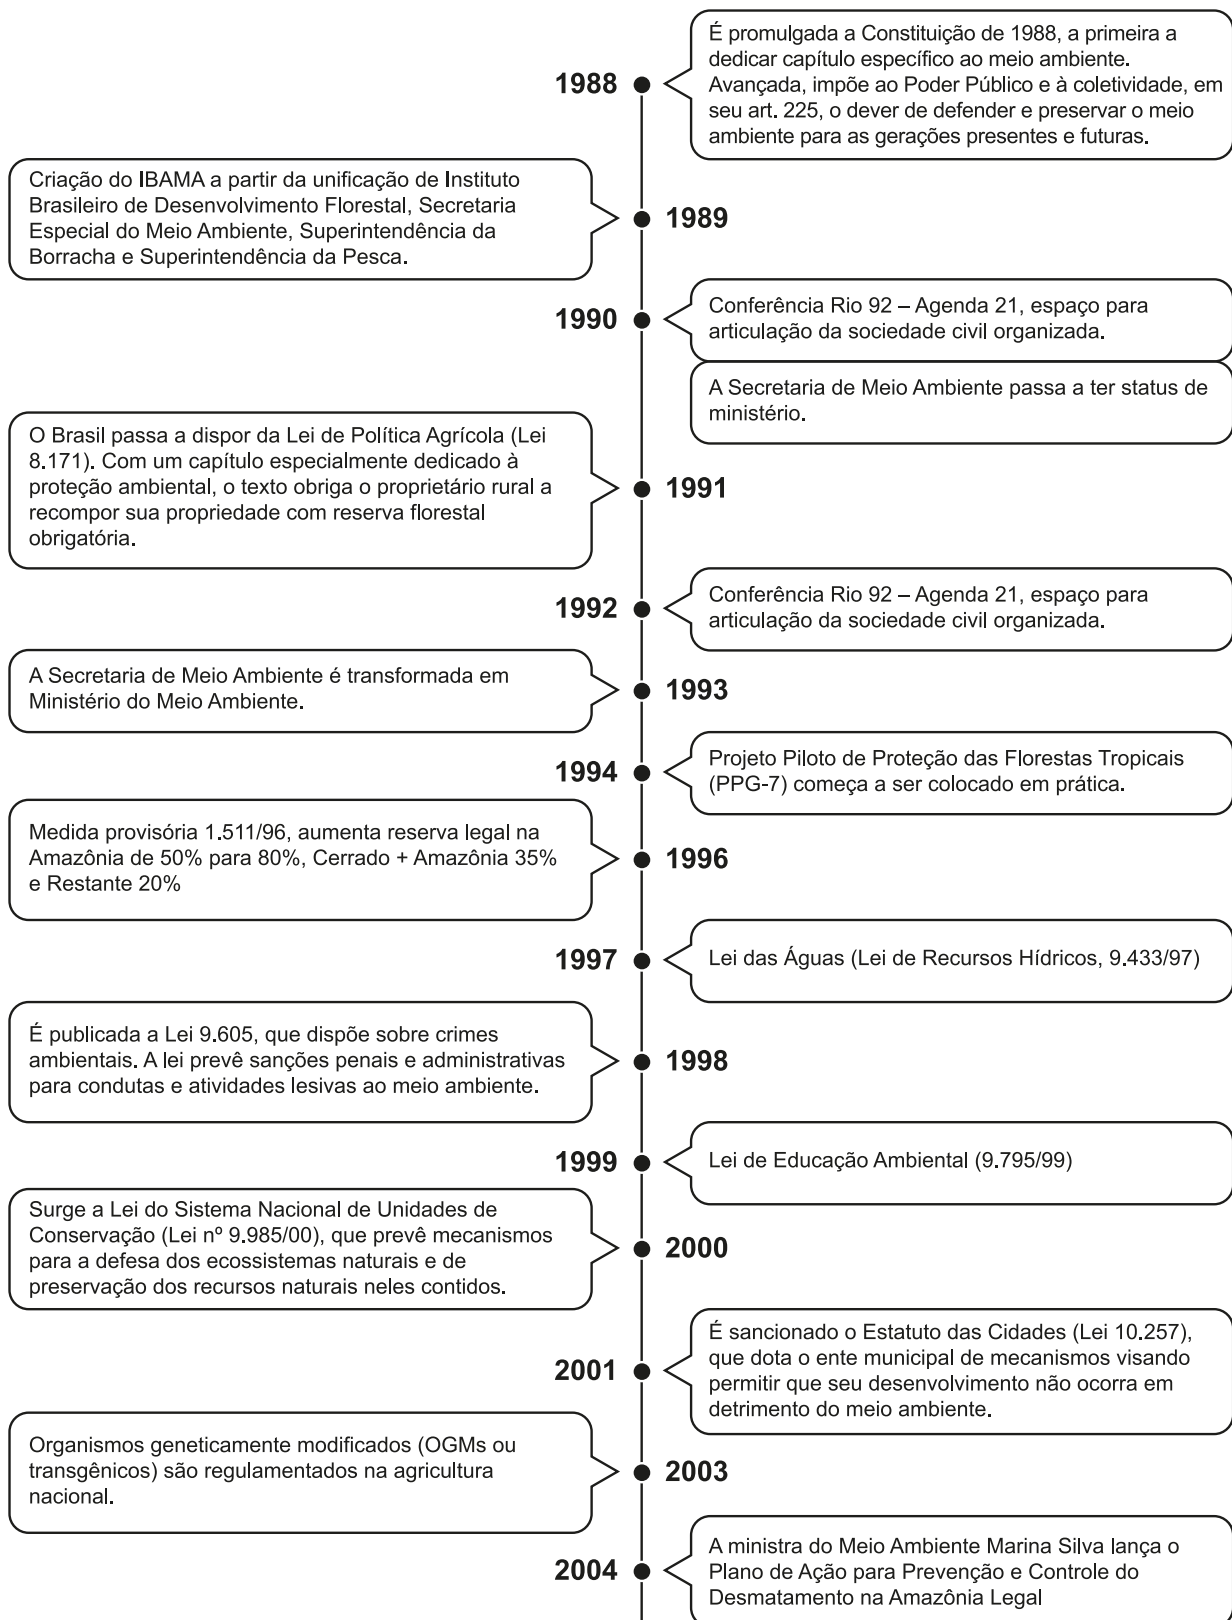 1988
É promulgada a Constituição de 1988, a primeira a
dedicar capítulo específico ao meio ambiente.
Avançada, impõe ao Poder Público e à coletividade, em
seu art. 225, o dever de defender e preservar o meio
ambiente para as gerações presentes e futuras.
Criação do IBAMA a partir da unificação de Instituto
Brasileiro de Desenvolvimento Florestal, Secretaria
Especial do Meio Ambiente, Superintendência da
Borracha e Superintendência da Pesca.
1989
1990
Conferência Rio 92 – Agenda 21, espaço para
articulação da sociedade civil organizada.
A Secretaria de Meio Ambiente passa a ter status de
ministério.
O Brasil passa a dispor da Lei de Política Agrícola (Lei
8.171). Com um capítulo especialmente dedicado à
proteção ambiental, o texto obriga o proprietário rural a
recompor sua propriedade com reserva florestal
obrigatória.
1991
1992
Conferência Rio 92 – Agenda 21, espaço para
articulação da sociedade civil organizada.
A Secretaria de Meio Ambiente é transformada em
Ministério do Meio Ambiente.
1993
1994
Projeto Piloto de Proteção das Florestas Tropicais
(PPG-7) começa a ser colocado em prática.
Medida provisória 1.511/96, aumenta reserva legal na
Amazônia de 50% para 80%, Cerrado + Amazônia 35%
e Restante 20%
1996
1997
Lei das Águas (Lei de Recursos Hídricos, 9.433/97)
É publicada a Lei 9.605, que dispõe sobre crimes
ambientais. A lei prevê sanções penais e administrativas
para condutas e atividades lesivas ao meio ambiente.
1998
1999
Lei de Educação Ambiental (9.795/99)
Surge a Lei do Sistema Nacional de Unidades de
Conservação (Lei nº 9.985/00), que prevê mecanismos
para a defesa dos ecossistemas naturais e de
preservação dos recursos naturais neles contidos.
2000
2001
É sancionado o Estatuto das Cidades (Lei 10.257),
que dota o ente municipal de mecanismos visando
permitir que seu desenvolvimento não ocorra em
detrimento do meio ambiente.
Organismos geneticamente modificados (OGMs ou
transgênicos) são regulamentados na agricultura
nacional.
2003
2004
A ministra do Meio Ambiente Marina Silva lança o
Plano de Ação para Prevenção e Controle do
Desmatamento na Amazônia Legal